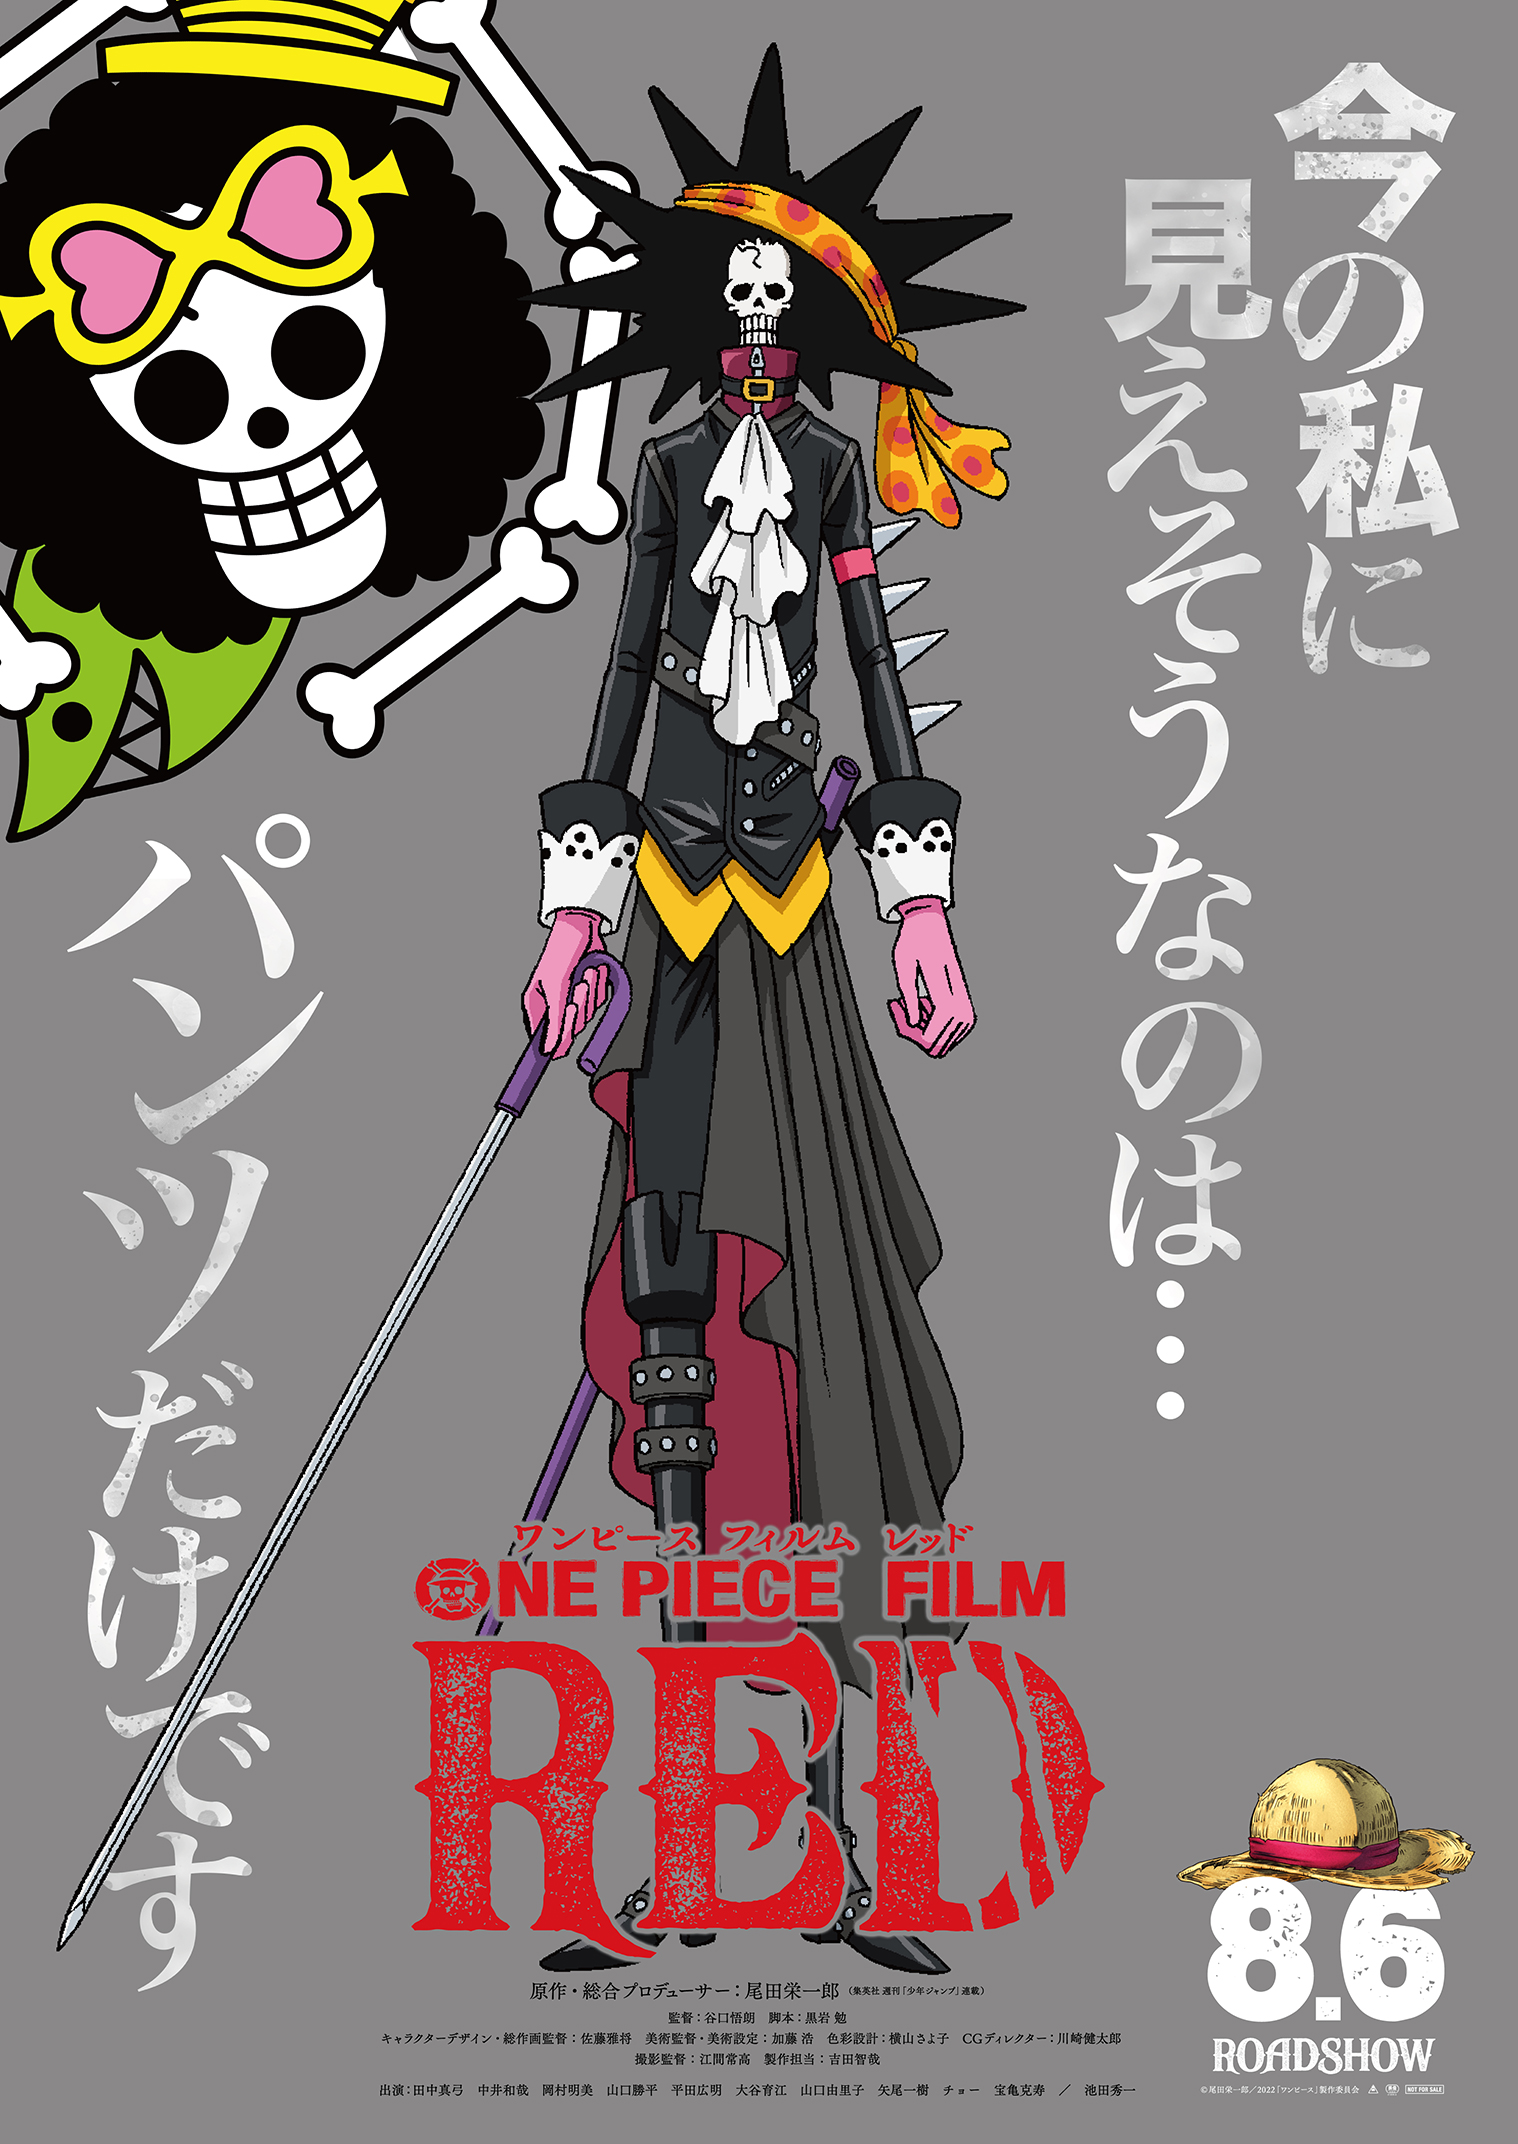 今の私に
見えそうなのは…
パンツだけです
ワンピース フィルム レッド
ONE PIECE FILM
RED
原作・総合プロデューサー：尾田栄一郎（集英社 週刊「少年ジャンプ」連載）
監督：谷口悟朗 脚本：黒岩 勉
キャラクターデザイン・総作画監督：佐藤雅将 美術監督・美術設定：加藤 浩 色彩設計：横山さよ子 CGディレクター：川崎健太郎
撮影監督：江間常高 製作担当：吉田智哉
出演：田中真弓 中井和哉 岡村明美 山口勝平 平田広明 大谷育江 山口由里子 矢尾一樹 チョー 宝亀克寿 ／ 池田秀一
8.6
ROADSHOW
©尾田栄一郎／2022「ワンピース」製作委員会
NOT FOR SALE